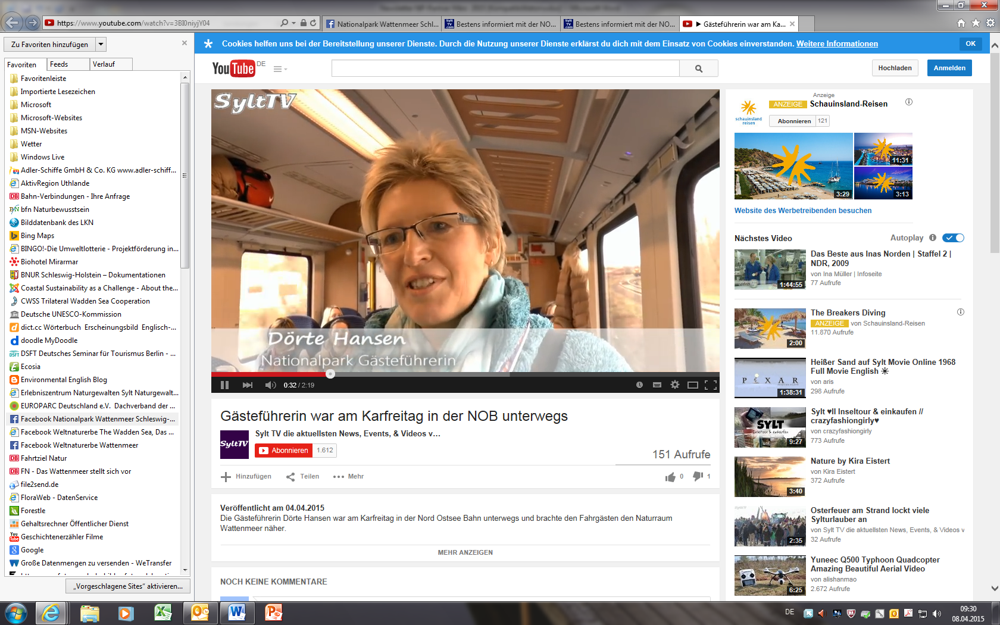 https://www.youtube.com/watch?v=3BI0niyjY04
Nationalpark Wattenmeer Schl...
Bestens informiert mit der NO...
Bestens informiert mit der NO...
▶ Gästeführerin war am Ka...
Zu Favoriten hinzufügen
Favoriten
Feeds
Verlauf
Favoritenleiste
Importierte Lesezeichen
Microsoft
Microsoft-Websites
MSN-Websites
Wetter
Windows Live
Adler-Schiffe GmbH & Co. KG www.adler-schiff...
AktivRegion Uthlande
Bahn-Verbindungen - Ihre Anfrage
bfn Naturbewusstsein
Bilddatenbank des LKN
Bing Maps
BINGO!-Die Umweltlotterie - Projektförderung in...
Biohotel Mirarmar
BNUR Schleswig-Holstein – Dokumentationen
Coastal Sustainability as a Challenge - About the...
CWSS Trilateral Wadden Sea Cooperation
Deutsche UNESCO-Kommission
dict.cc Wörterbuch Erscheinungsbild Englisch-...
doodle MyDoodle
DSFT Deutsches Seminar für Tourismus Berlin - ...
Ecosia
Environmental English Blog
Erlebniszentrum Naturgewalten Sylt Naturgewalt...
EUROPARC Deutschland e.V. Dachverband der ...
Facebook Nationalpark Wattenmeer Schleswig-...
Facebook Weltnaturerbe The Wadden Sea, Das ...
Facebook Weltnaturerbe Wattenmeer
Fahrtziel Natur
FN - Das Wattenmeer stellt sich vor
file2send.de
FloraWeb - DatenService
Forestle
Gehaltsrechner Öffentlicher Dienst
Geschichtenerzähler Filme
Google
Große Datenmengen zu versenden - WeTransfer
„Vorgeschlagene Sites“ aktivieren...
Cookies helfen uns bei der Bereitstellung unserer Dienste. Durch die Nutzung unserer Dienste erklärst du dich mit dem Einsatz von Cookies einverstanden. Weitere Informationen
OK
YouTube DE
Hochladen
Anmelden
SyltTV
Dörte Hansen
Nationalpark Gästeführerin
0:32 / 2:19
Gästeführerin war am Karfreitag in der NOB unterwegs
SyltTV
Sylt TV die aktuellsten News, Events, & Videos v...
Abonnieren 1.612
151 Aufrufe
Hinzufügen
Teilen
Mehr
0
1
Veröffentlicht am 04.04.2015
Die Gästeführerin Dörte Hansen war am Karfreitag in der Nord Ostsee Bahn unterwegs und brachte den Fahrgästen den Naturraum
Wattenmeer näher.
MEHR ANZEIGEN
NOCH KEINE KOMMENTARE
Anzeige
ANZEIGE Schauinsland-Reisen
schauinsland
reisen
Abonnieren 121
3:29
11:31
3:13
Website des Werbetreibenden besuchen
Nächstes Video
Autoplay
Das Beste aus Inas Norden | Staffel 2 |
NDR, 2009
von Ina Müller | Infoseite
77 Aufrufe
1:44:55
The Breakers Diving
ANZEIGE von Schauinsland-Reisen
11.870 Aufrufe
2:00
Heißer Sand auf Sylt Movie Online 1968
Full Movie English ☀
von aris
298 Aufrufe
PIXAR
1:38:31
Sylt ♥ll Inseltour & einkaufen //
crazyfashiongirly♥
von crazyfashiongirly
773 Aufrufe
SYLT
Inseltour & einkaufen
9:27
Nature by Kira Eistert
von Kira Eistert
372 Aufrufe
3:40
Osterfeuer am Strand lockt viele
Sylturlauber an
von Sylt TV die aktuellsten News, Events, & Videos v
32 Aufrufe
2:35
Yuneec Q500 Typhoon Quadcopter
Amazing Beautiful Aerial Video
von alishanmao
2.672 Aufrufe
6:25
DE
09:30
08.04.2015